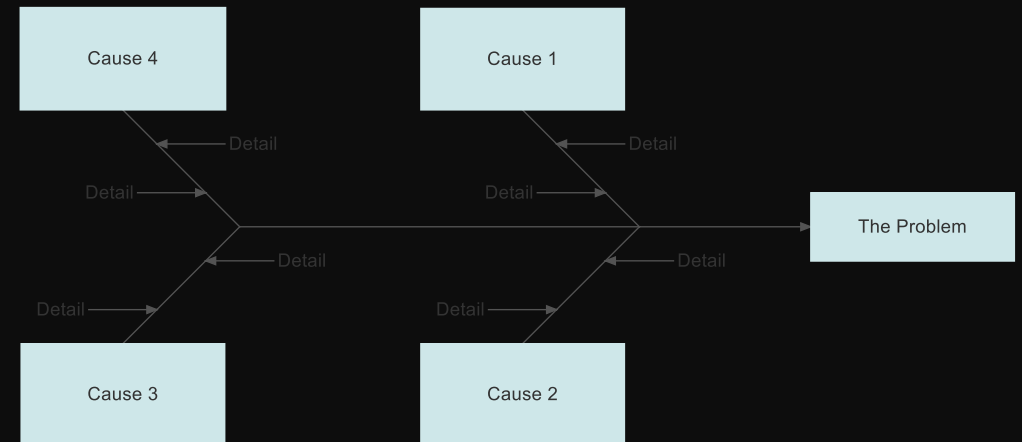 Cause 4
Cause 1
Detail
Detail
Detail
Detail
The Problem
Detail
Detail
Detail
Detail
Cause 3
Cause 2